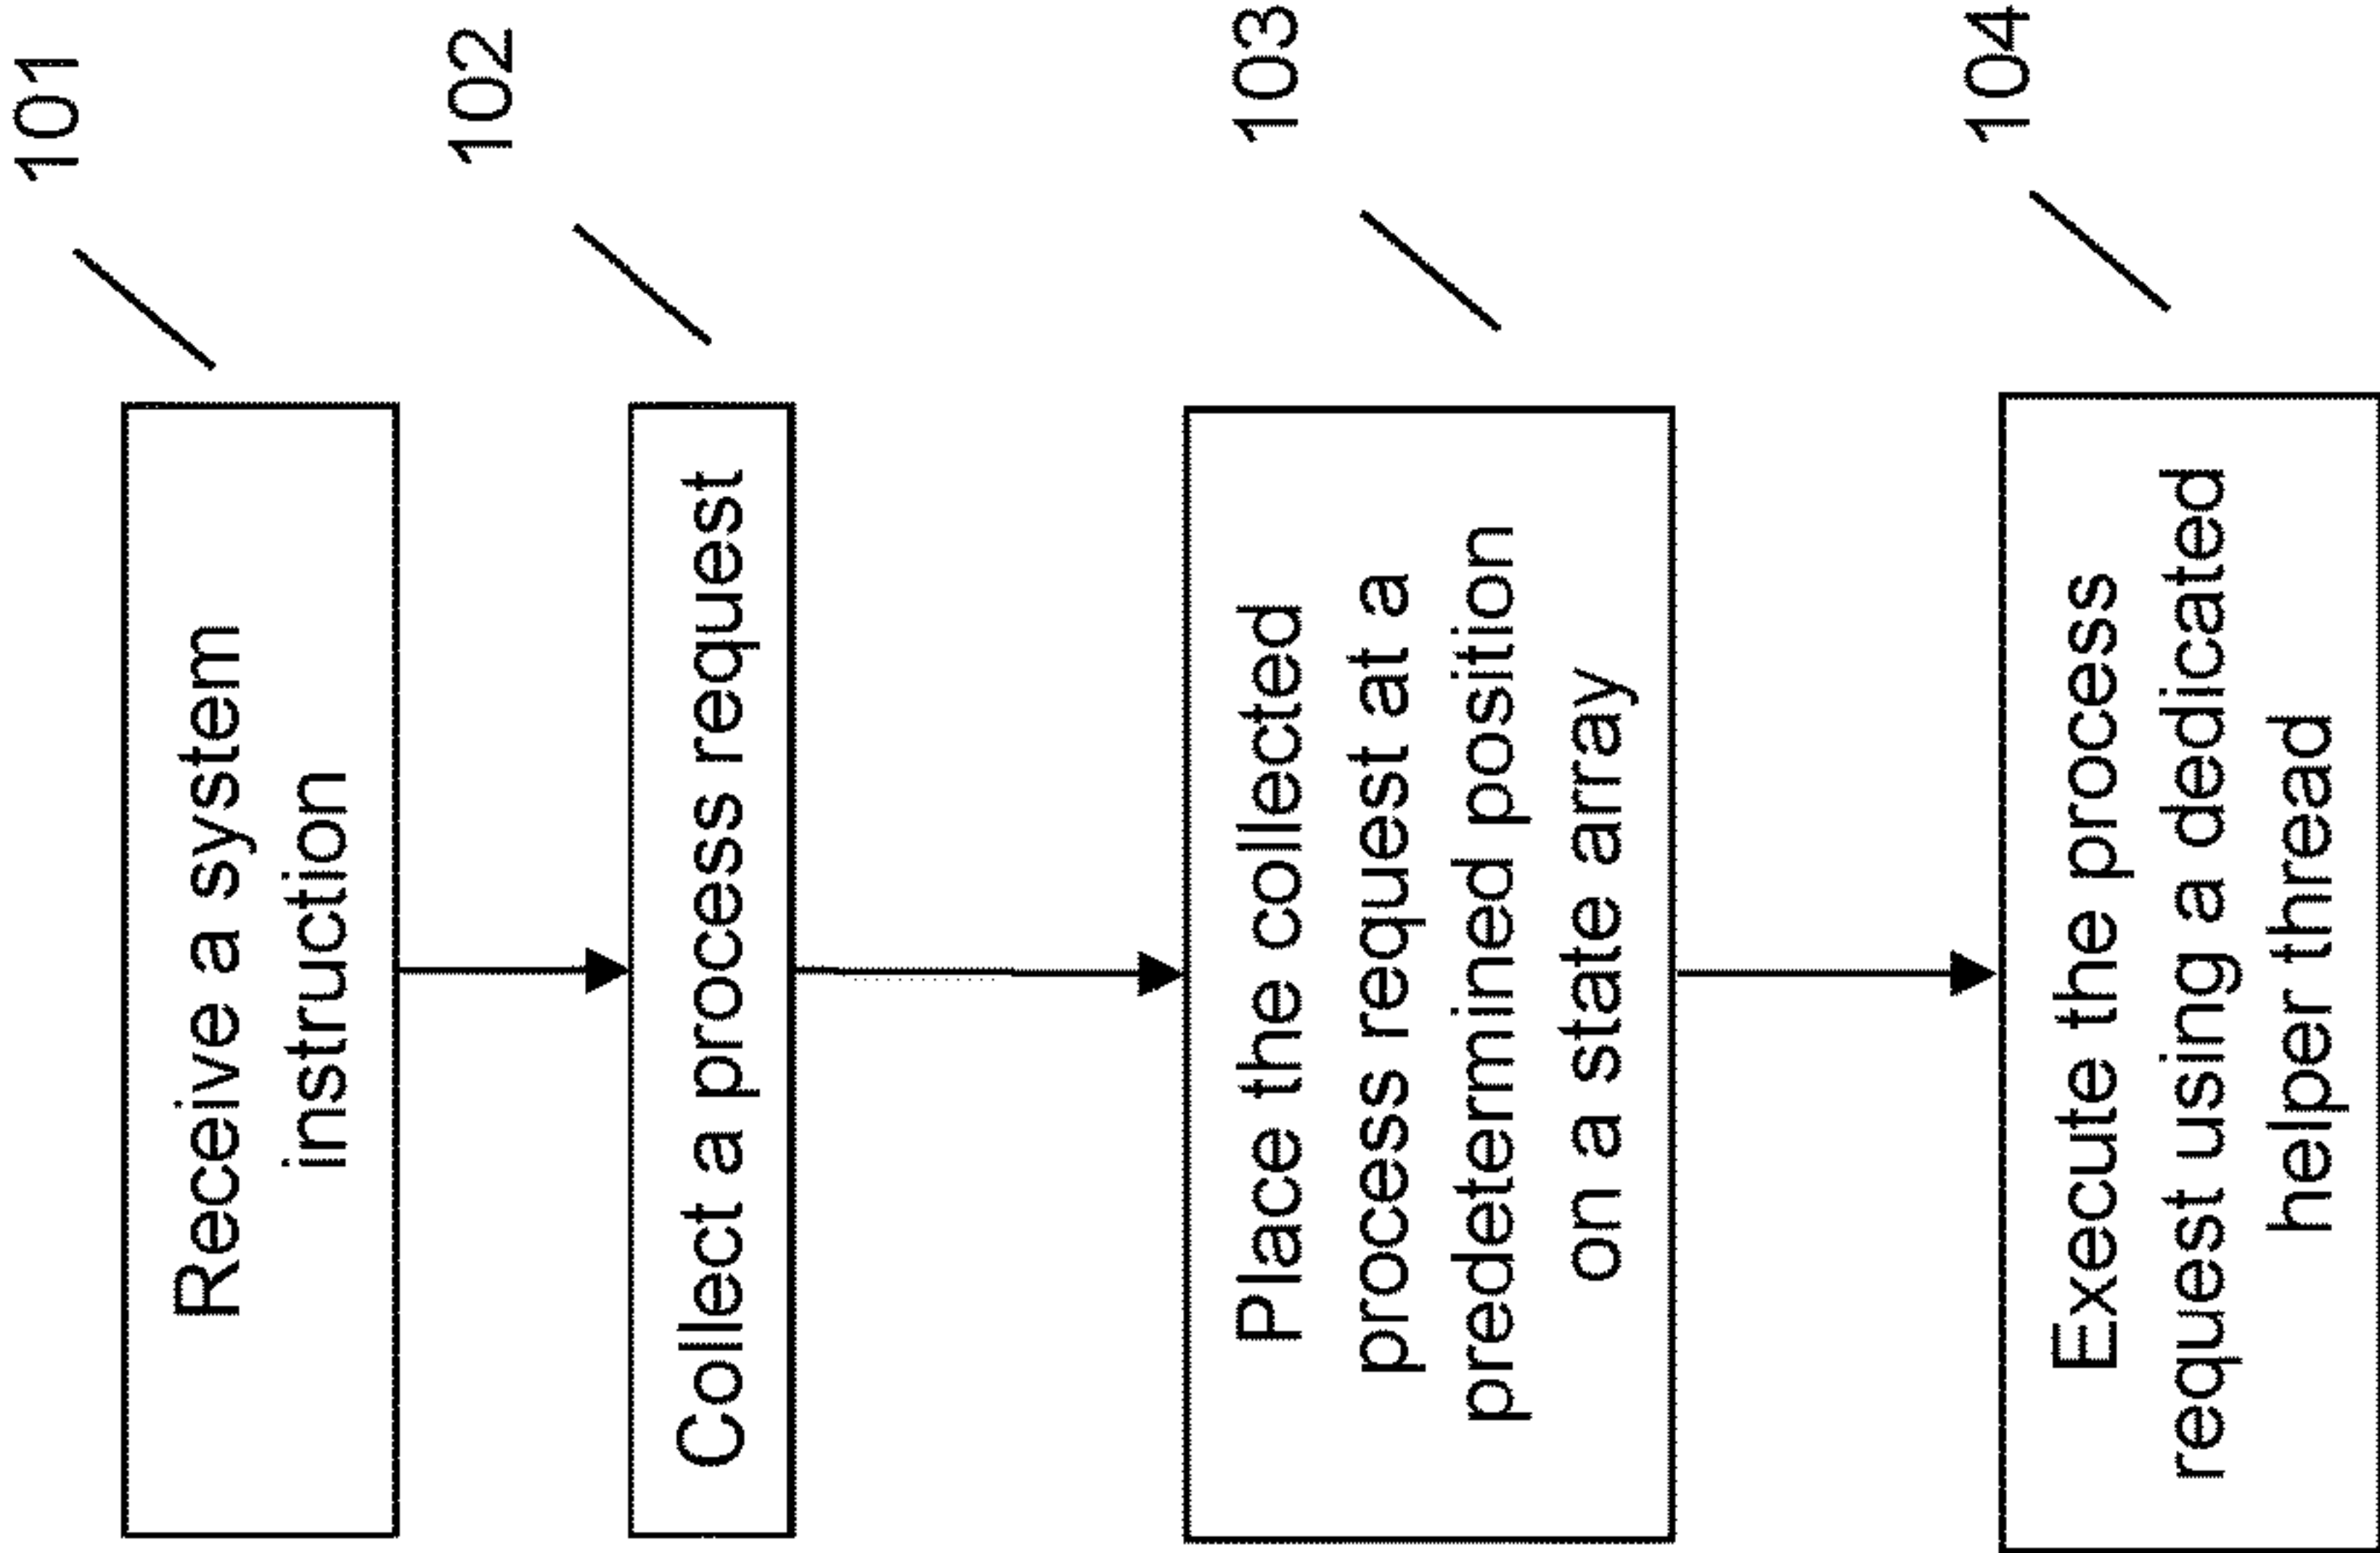 Receive a system
instruction
101
Collect a process request
102
Place the collected
process request at a
predetermined position
on a state array
103
Execute the process
request using a dedicated
helper thread
104